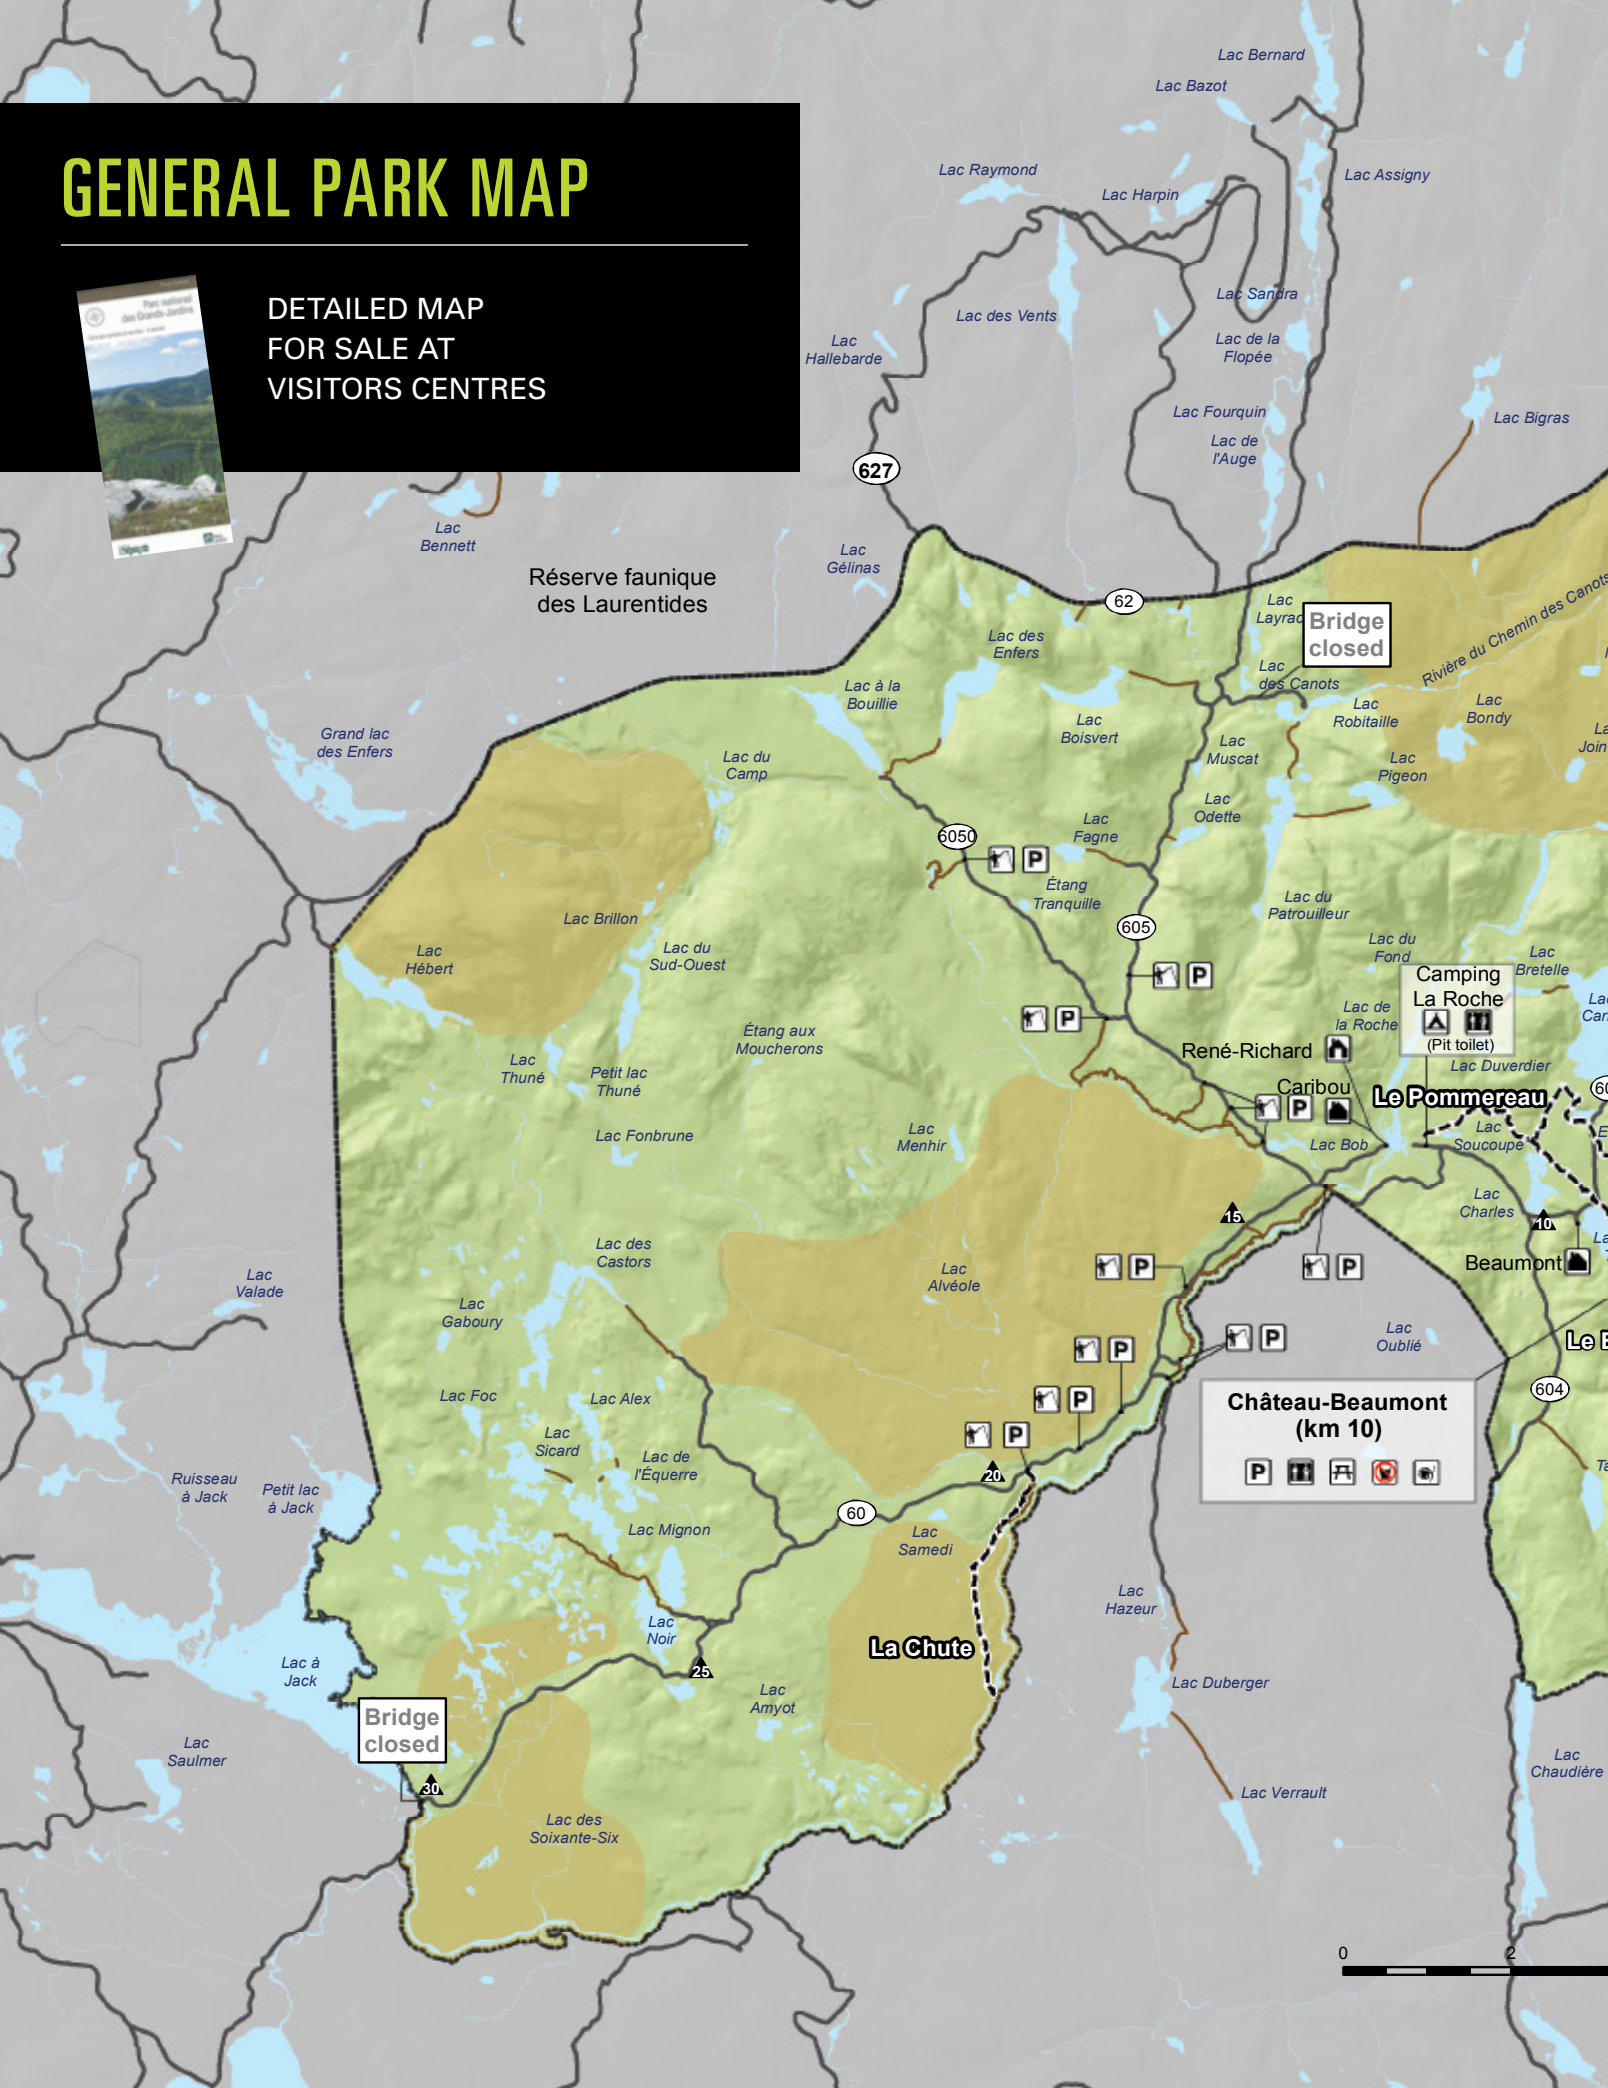 GENERAL PARK MAP
Parc national
des Grands-Jardins
DETAILED MAP
FOR SALE AT
VISITORS CENTRES
Lac Bernard
Lac Bazot
Lac Raymond
Lac Harpin
Lac Assigny
Lac Sandra
Lac des Vents
Lac
Hallebarde
Lac de la
Flopée
Lac Fourquin
Lac de
l'Auge
Lac Bigras
627
Lac
Bennett
Réserve faunique
des Laurentides
Lac
Gélinas
62
Lac
Bridge
closed
Rivière du Chemin des Canots
Lac des
Enfers
Lac
des Canots
Lac à la
Bouillie
Lac
Boisvert
Lac
Robitaille
Lac
Bondy
Grand lac
des Enfers
Lac du
Camp
Lac
Muscat
Lac
Pigeon
Join
Lac
Odette
Lac
Fagne
6050
P
Étang
Tranquille
Lac du
Patrouilleur
605
Lac Brillon
Lac du
Sud-Ouest
Lac
Hébert
Lac du
Fond
Lac
Bretelle
Camping
La Roche
(Pit toilet)
P
P
Lac de
la Roche
Étang aux
Moucherons
René-Richard
Lac
Thuné
Petit lac
Thuné
Lac Duverdier
Caribou
Le Pommereau
P
Lac Fonbrune
Lac
Menhir
Lac Bob
Lac
Soucoupe
Lac
Charles
15
10
Beaumont
Lac des
Castors
Lac
Alvéole
P
P
Lac
Valade
Lac
Gaboury
Lac
Oublié
P
P
Le B
604
Lac Foc
Lac Alex
P
Château-Beaumont
(km 10)
P
Lac
Sicard
Lac de
l'Équerre
P
20
Ruisseau
à Jack
Petit lac
à Jack
60
Lac Mignon
Lac
Samedi
Lac
Hazeur
Lac
Noir
La Chute
Lac à
Jack
25
Lac Duberger
Lac
Amyot
Bridge
closed
Lac
Saulmer
30
Lac
Chaudière
Lac Verrault
Lac des
Soixante-Six
0
2